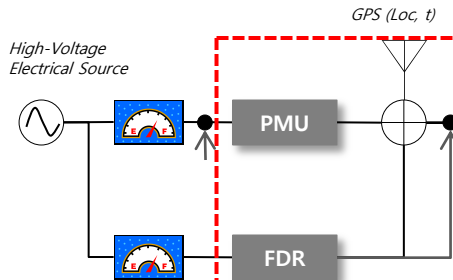 GPS (Loc, t)
High-Voltage
Electrical Source
E F
PMU
E F
FDR